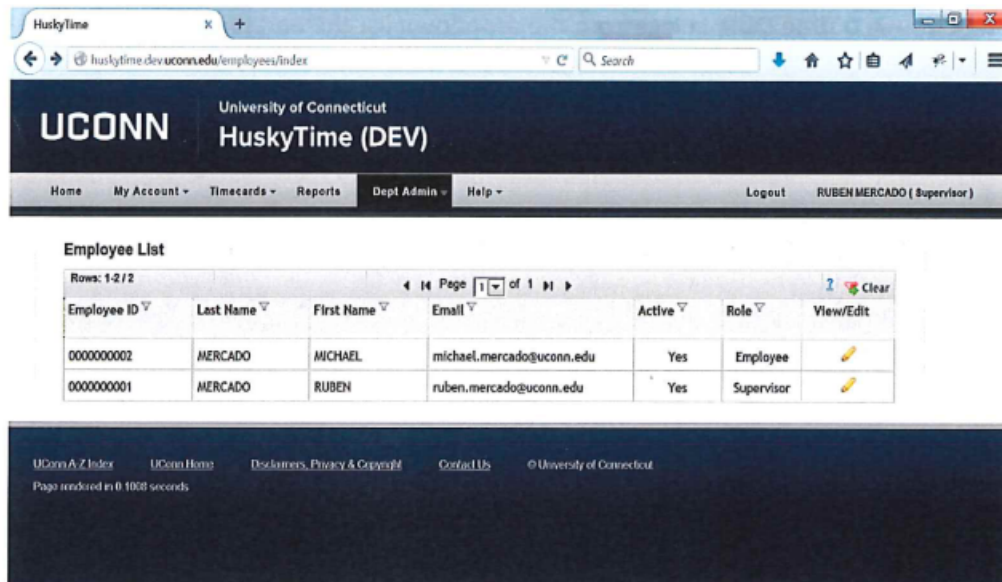 HuskyTime
huskytime.dev.uconn.edu/employees/index
Search
UCONN
University of Connecticut
HuskyTime (DEV)
Home My Account Timecards Reports Dept Admin Help Logout RUBEN MERCADO ( Supervisor )
Employee List
Rows: 1-2 / 2 Page 1 of 1 ? Clear
Employee ID Last Name First Name Email Active Role View/Edit
0000000002 MERCADO MICHAEL michael.mercado@uconn.edu Yes Employee
0000000001 MERCADO RUBEN ruben.mercado@uconn.edu Yes Supervisor
UConn A-Z Index UConn Home Disclaimers, Privacy & Copyright Contact Us © University of Connecticut
Page rendered in 0.1068 seconds